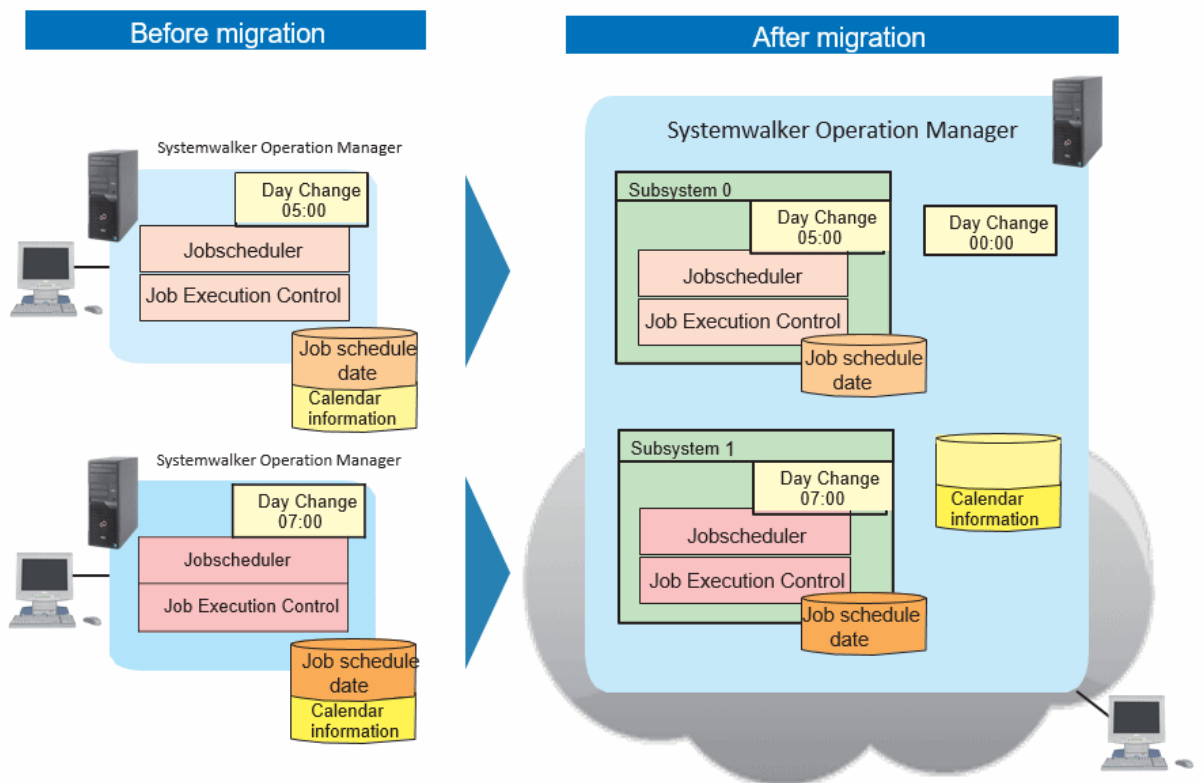 Before migration
After migration
Systemwalker Operation Manager
Day Change
05:00
Jobscheduler
Job Execution Control
Job schedule
date
Calendar
information
Systemwalker Operation Manager
Day Change
07:00
Jobscheduler
Job Execution Control
Job schedule
date
Calendar
information
Systemwalker Operation Manager
Subsystem 0
Day Change
05:00
Jobscheduler
Job Execution Control
Job schedule
date
Day Change
00:00
Subsystem 1
Day Change
07:00
Jobscheduler
Job Execution Control
Job schedule
date
Calendar
information